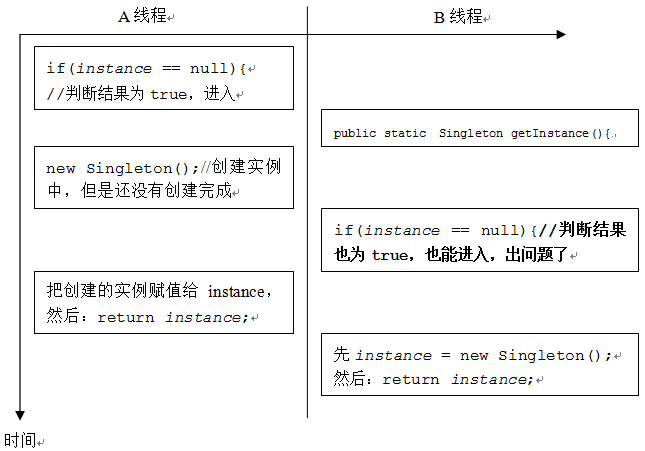 A 线程
B 线程
if(instance == null){
//判断结果为 true，进入
public static Singleton getInstance(){
new Singleton();//创建实例
中，但是还没有创建完成
if(instance == null){//判断结果
也为 true，也能进入，出问题了
把创建的实例赋值给 instance，
然后：return instance;
先 instance = new Singleton();
然后：return instance;
时间